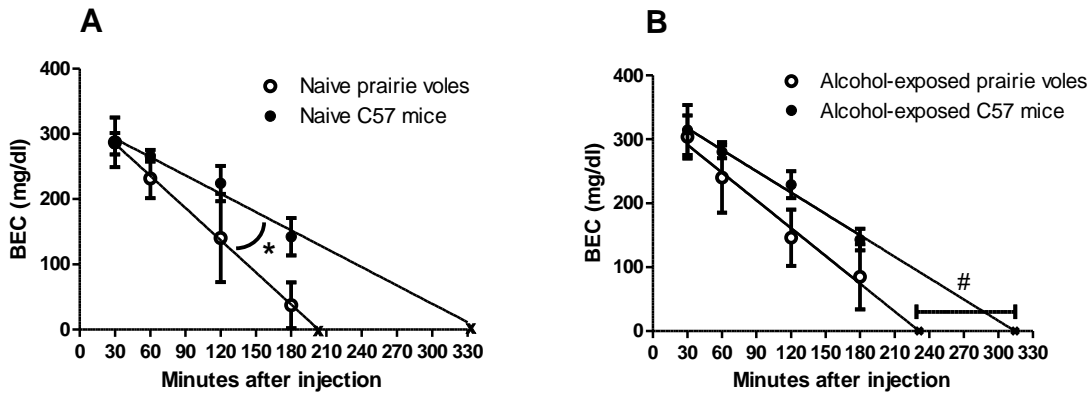 A
Naive prairie voles
Naive C57 mice
400
300
200
100
0
BEC (mg/dl)
*
x
x
0 30 60 90 120 150 180 210 240 270 300 330
Minutes after injection
B
Alcohol-exposed prairie voles
Alcohol-exposed C57 mice
400
300
200
100
0
BEC (mg/dl)
#
x
x
0 30 60 90 120 150 180 210 240 270 300 330
Minutes after injection